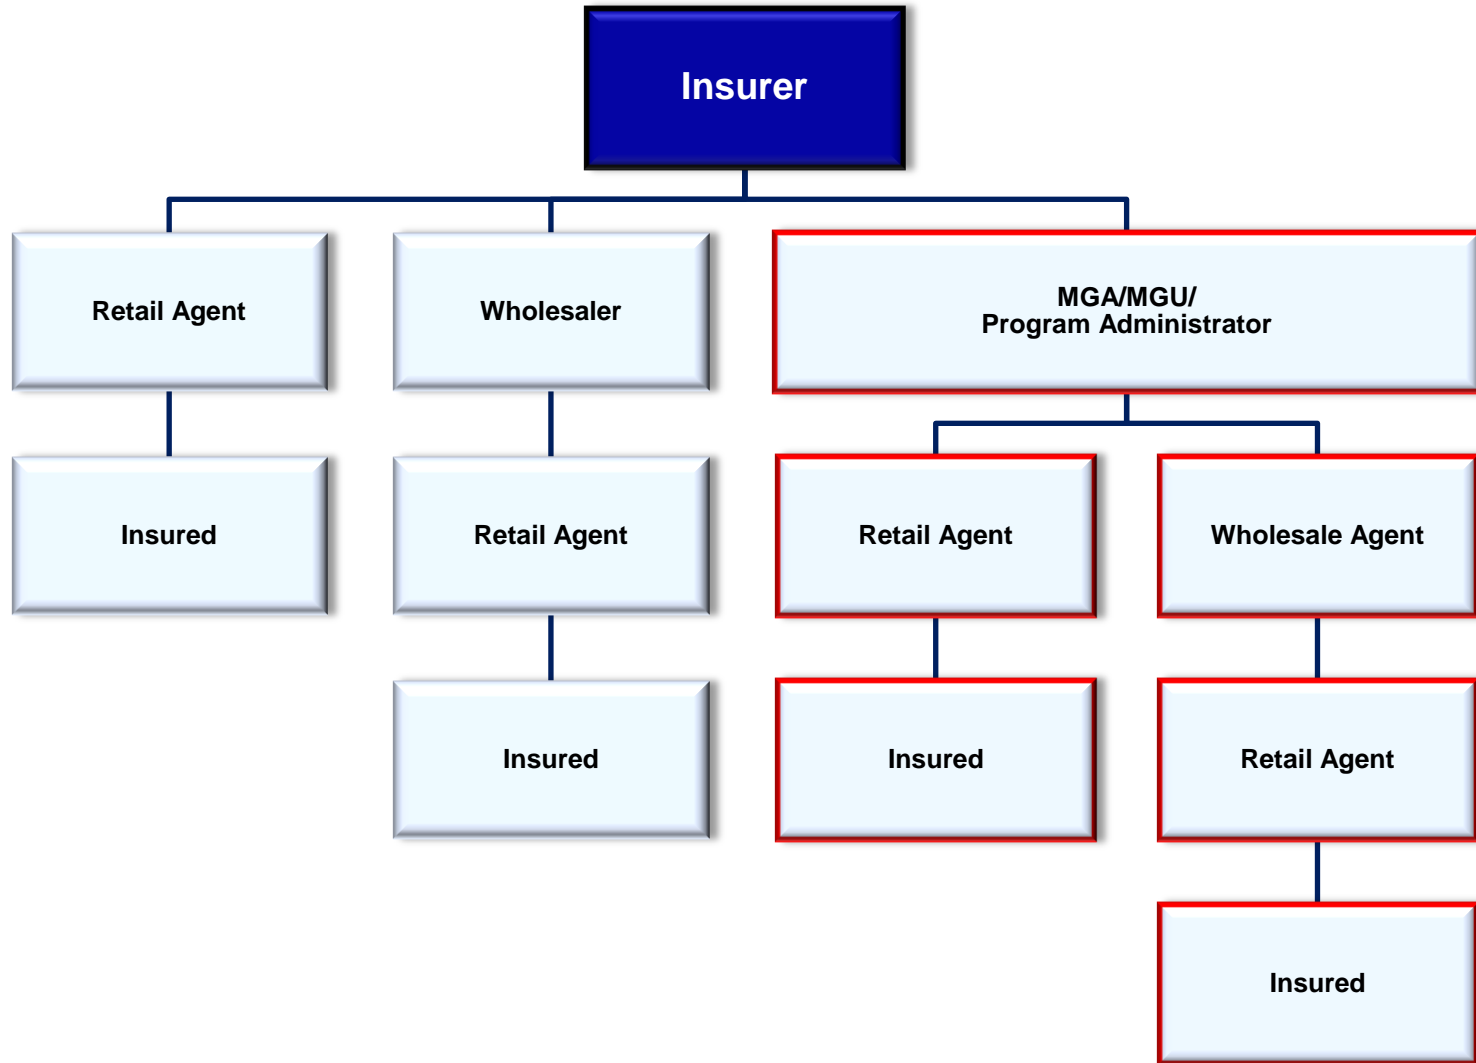 Insurer
Retail Agent
Wholesaler
MGA/MGU/
Program Administrator
Insured
Retail Agent
Retail Agent
Wholesale Agent
Insured
Insured
Retail Agent
Insured